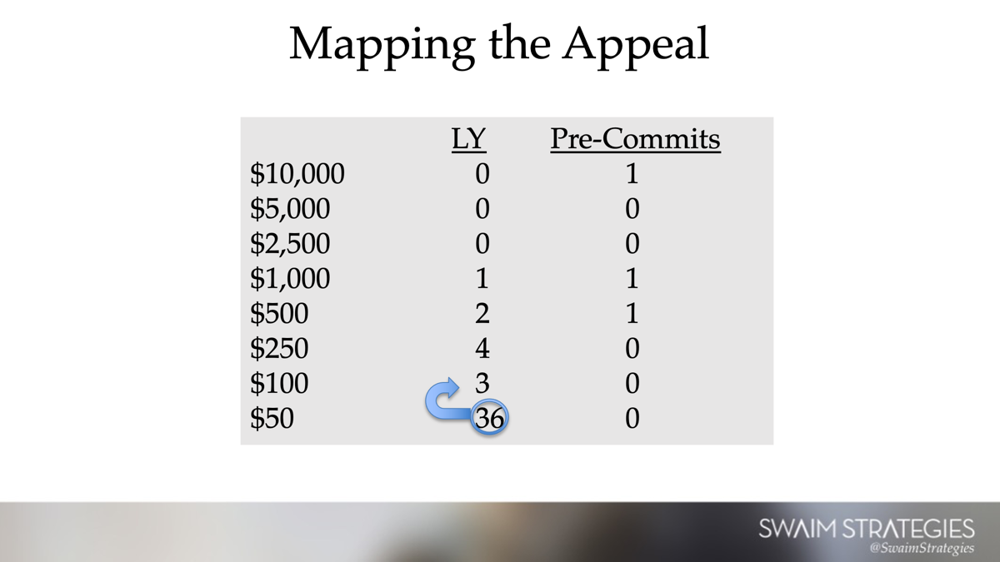 Mapping the Appeal
LY Pre-Commits
$10,000 0 1
$5,000 0 0
$2,500 0 0
$1,000 1 1
$500 2 1
$250 4 0
$100 3 0
$50 36 0
SWAIM STRATEGIES
@SwaimStrategies